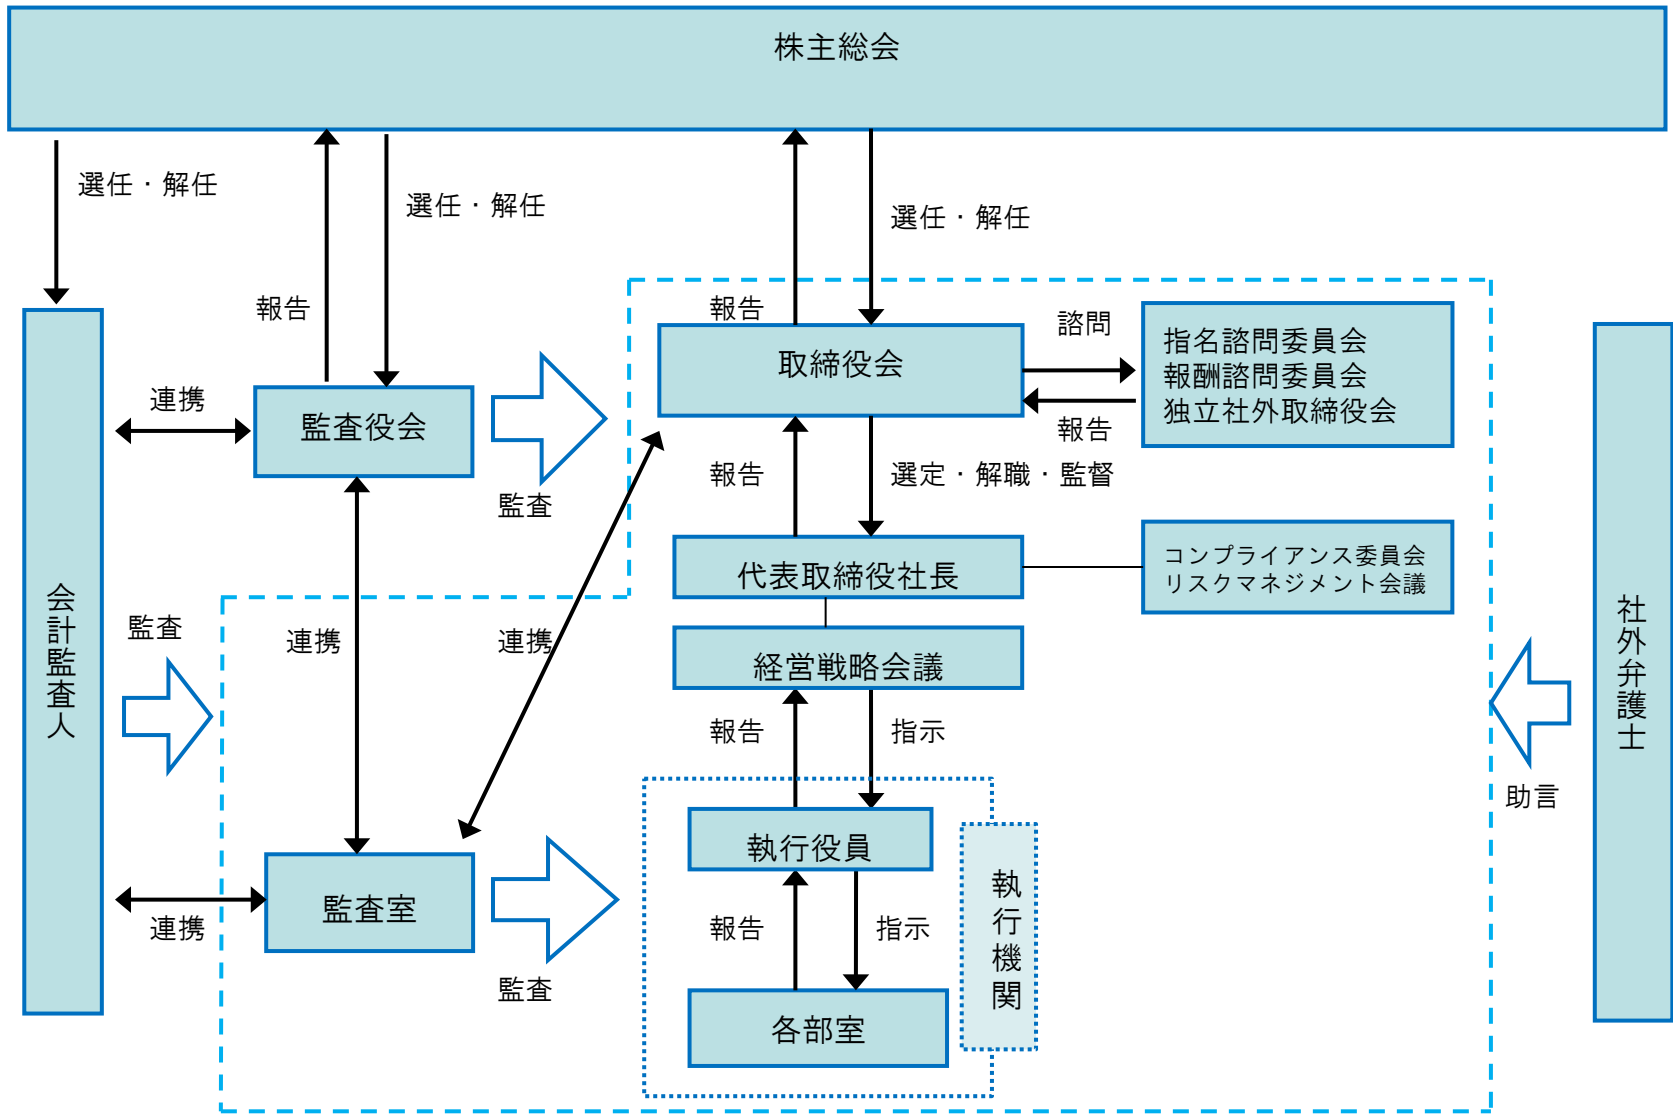 株主総会
選任・解任
選任・解任
選任・解任
報告
報告
諮問
取締役会
指名諮問委員会
報酬諮問委員会
独立社外取締役会
連携
監査役会
報告
監査
報告
選定・解職・監督
代表取締役社長
コンプライアンス委員会
リスクマネジメント会議
会計監査人
監査
連携
連携
経営戦略会議
社外弁護士
報告
指示
助言
執行役員
執行機関
監査室
連携
報告
指示
監査
各部室